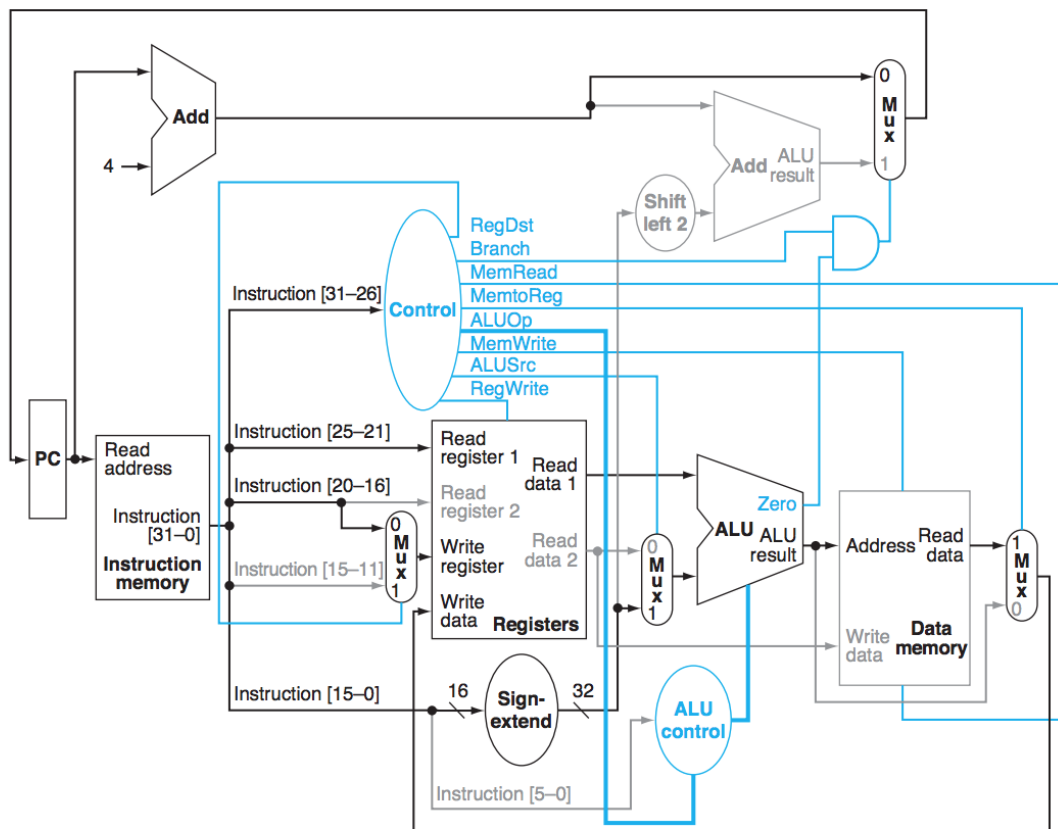 0
M
u
x
1
Add
4
Add
ALU
result
Shift
left 2
RegDst
Branch
MemRead
MemtoReg
ALUOp
MemWrite
ALUSrc
RegWrite
Control
Instruction [31–26]
PC
Read
address
Instruction
[31–0]
Instruction
memory
Instruction [25–21]
Instruction [20–16]
Instruction [15–11]
0
M
u
x
1
Read
register 1
Read
register 2
Write
register
Write
data
Read
data 1
Read
data 2
Registers
0
M
u
x
1
Zero
ALU
ALU
result
Address
Read
data
Write
data
Data
memory
1
M
u
x
0
Instruction [15–0]
16
Sign-
extend
32
ALU
control
Instruction [5–0]